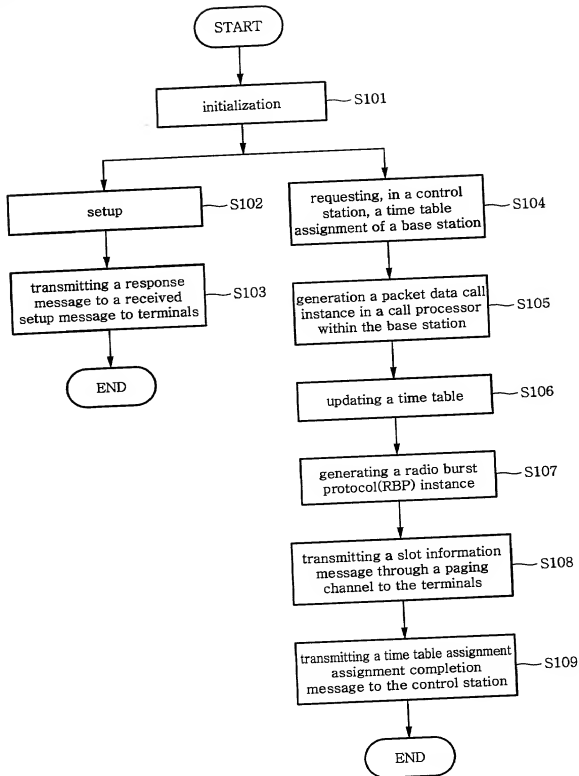 START
initialization
S101
setup
S102
transmitting a response
message to a received
setup message to terminals
S103
END
requesting, in a control
station, a time table
assignment of a base station
S104
generation a packet data call
instance in a call processor
within the base station
S105
updating a time table
S106
generating a radio burst
protocol(RBP) instance
S107
transmitting a slot information
message through a paging
channel to the terminals
S108
transmitting a time table assignment
assignment completion
message to the control station
S109
END